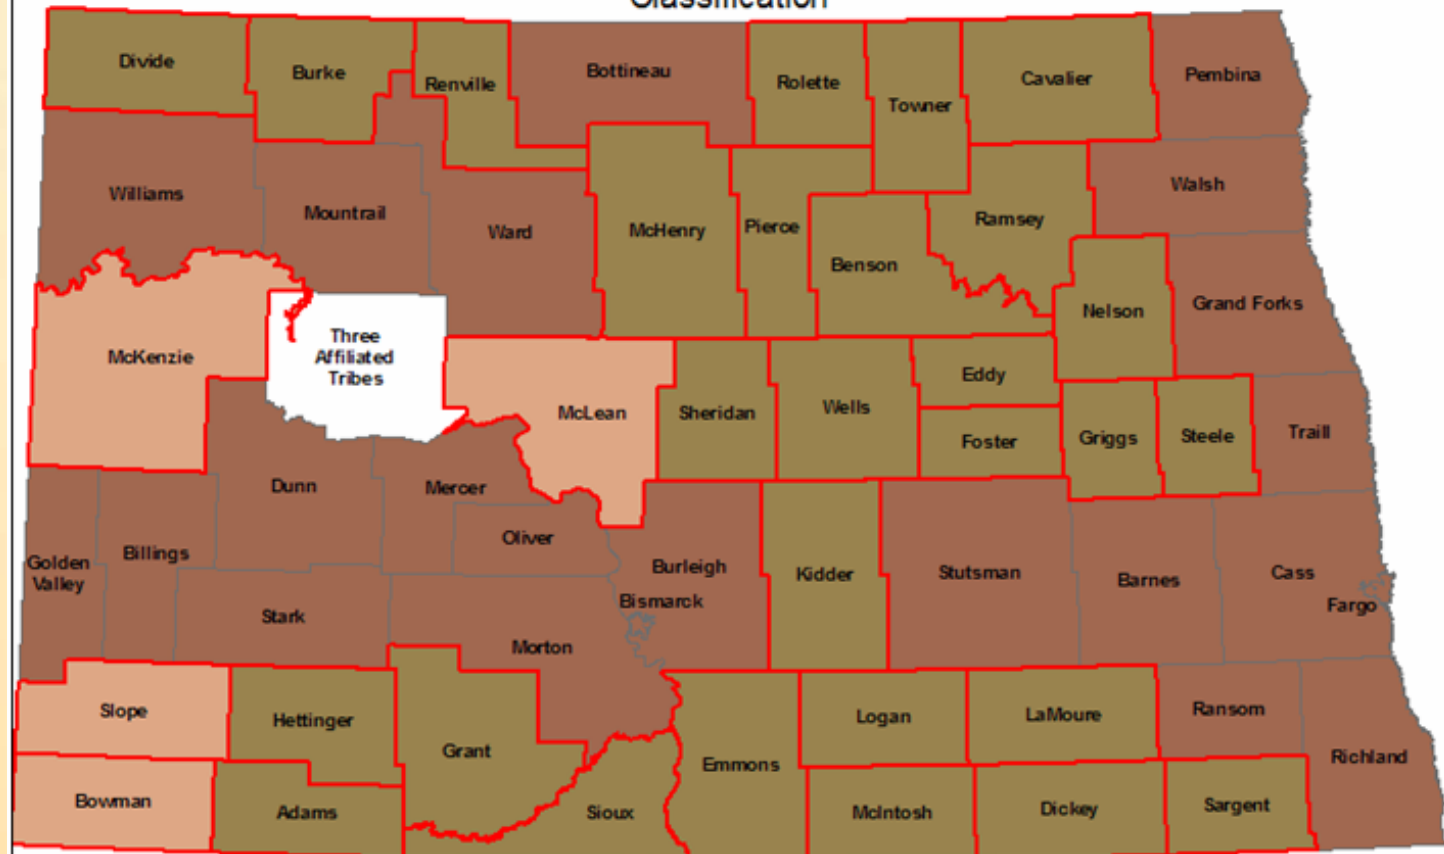 Classification
Divide
Burke
Renville
Bottineau
Rolette
Towner
Cavalier
Pembina
Williams
Mountrail
Ward
McHenry
Pierce
Benson
Ramsey
Walsh
Nelson
Grand Forks
McKenzie
Three
Affiliated
Tribes
McLean
Sheridan
Wells
Eddy
Foster
Griggs
Steele
Traill
Golden
Valley
Billings
Dunn
Mercer
Oliver
Burleigh
Bismarck
Kidder
Stutsman
Barnes
Cass
Fargo
Stark
Morton
Slope
Hettinger
Grant
Emmons
Logan
LaMoure
Ransom
Richland
Bowman
Adams
Sioux
McIntosh
Dickey
Sargent